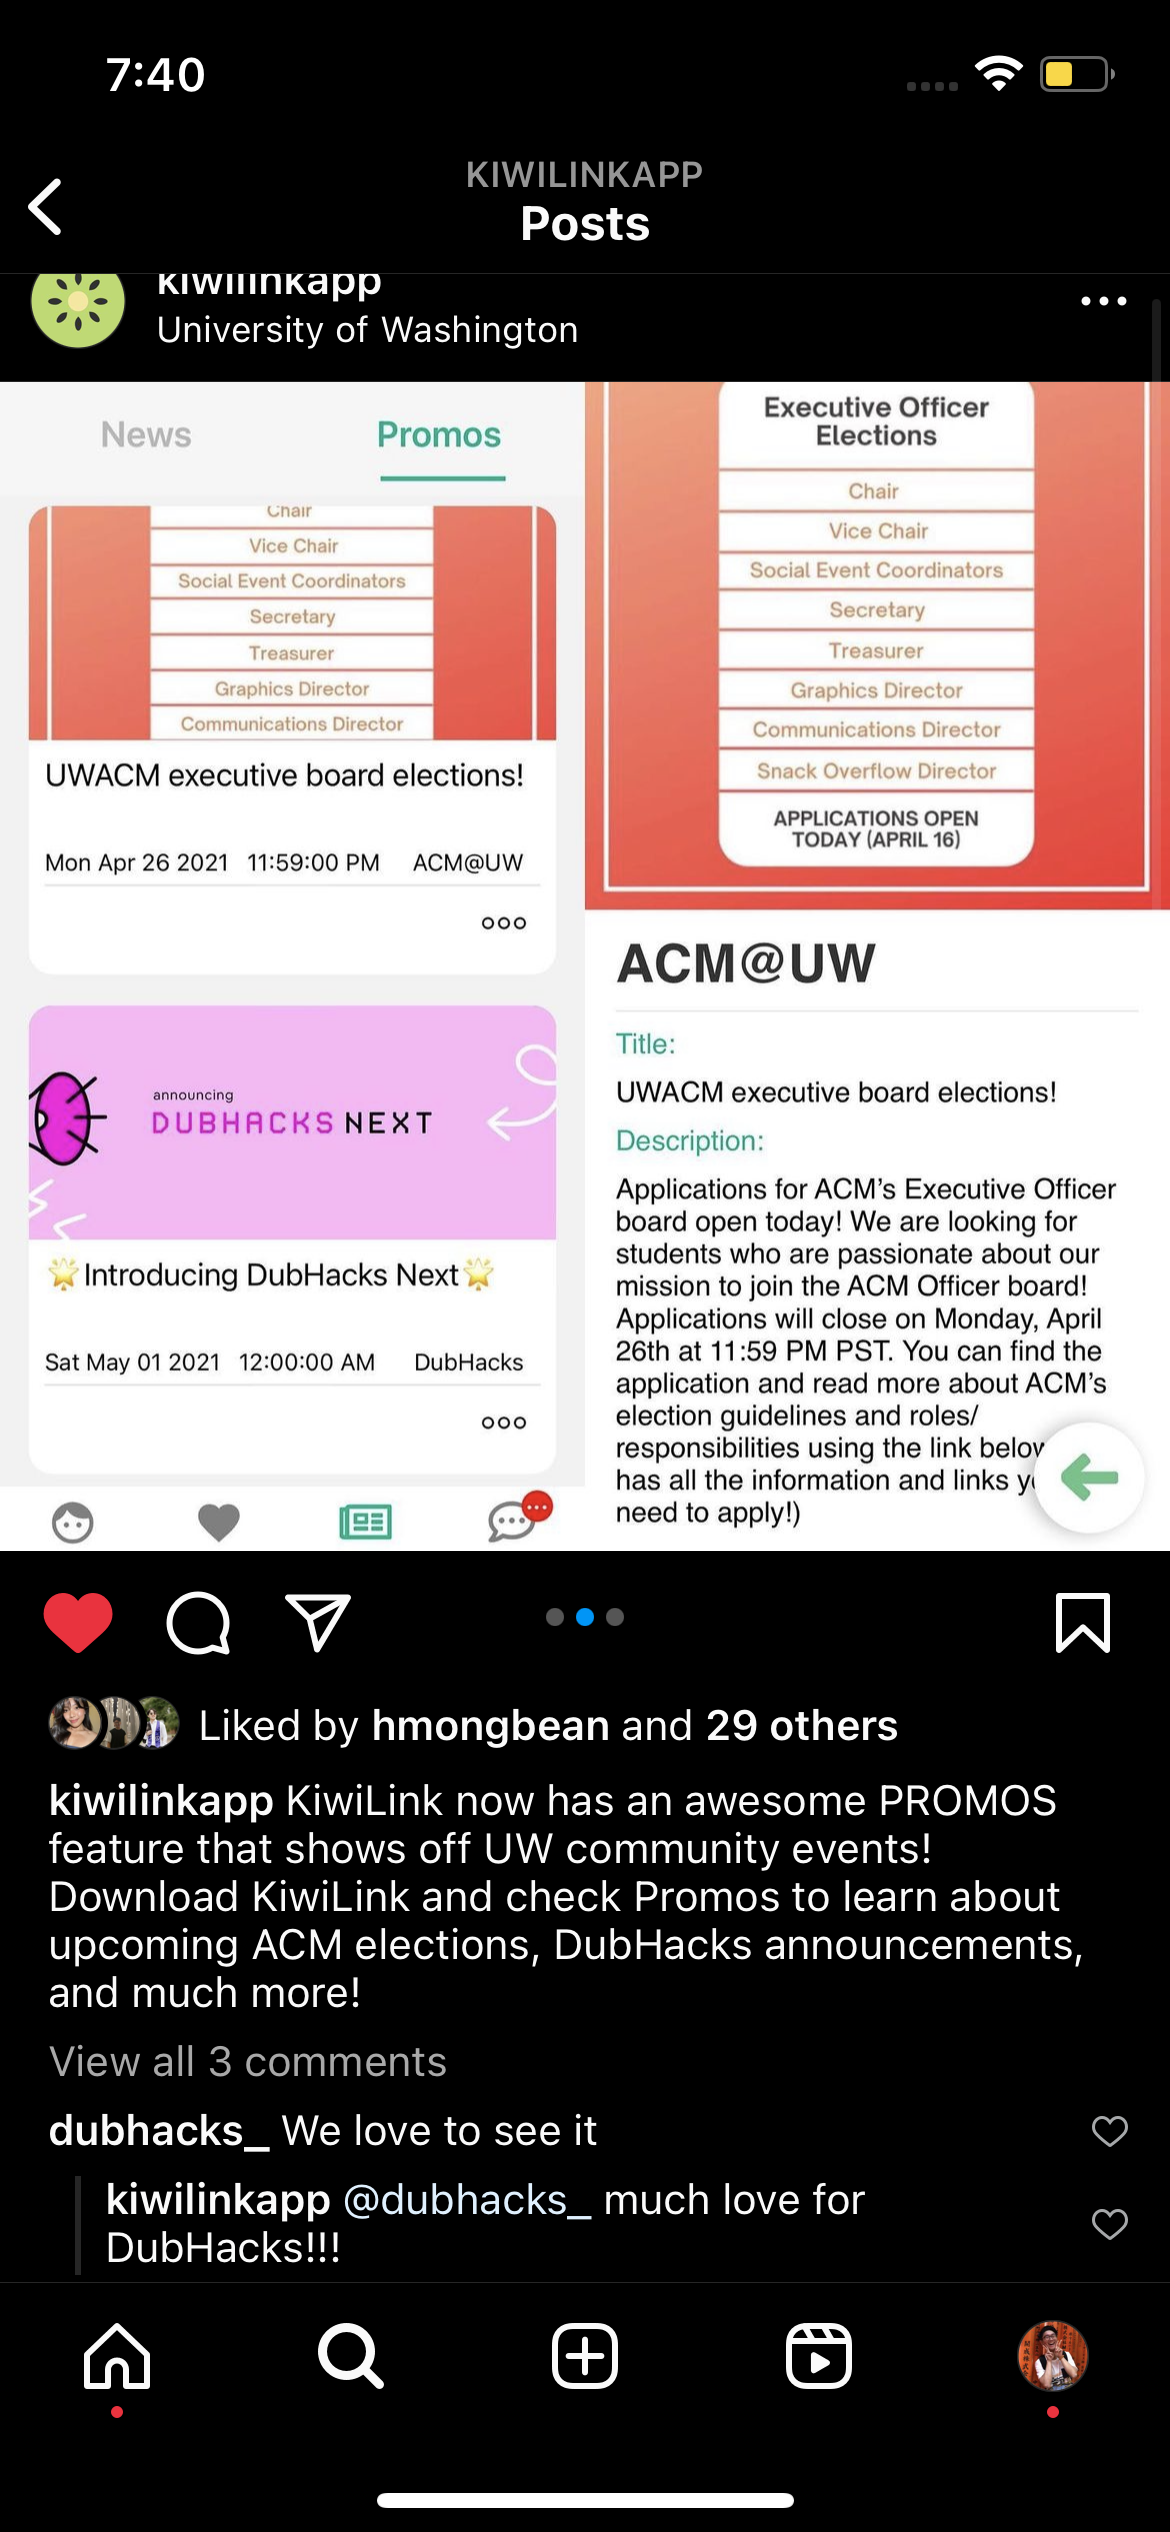 7:40
KIWILINKAPP
Posts
kiwilinkapp
University of Washington
News
Promos
Chair
Vice Chair
Social Event Coordinators
Secretary
Treasurer
Graphics Director
Communications Director
UWACM executive board elections!
Mon Apr 26 2021 11:59:00 PM ACM@UW
announcing
DUBHACKS NEXT
🌟Introducing DubHacks Next🌟
Sat May 01 2021 12:00:00 AM DubHacks
Executive Officer
Elections
Chair
Vice Chair
Social Event Coordinators
Secretary
Treasurer
Graphics Director
Communications Director
Snack Overflow Director
APPLICATIONS OPEN
TODAY (APRIL 16)
ACM@UW
Title:
UWACM executive board elections!
Description:
Applications for ACM's Executive Officer
board open today! We are looking for
students who are passionate about our
mission to join the ACM Officer board!
Applications will close on Monday, April
26th at 11:59 PM PST. You can find the
application and read more about ACM's
election guidelines and roles/
responsibilities using the link below
has all the information and links
need to apply!)
Liked by hmongbean and 29 others
kiwilinkapp KiwiLink now has an awesome PROMOS
feature that shows off UW community events!
Download KiwiLink and check Promos to learn about
upcoming ACM elections, DubHacks announcements,
and much more!
View all 3 comments
dubhacks_ We love to see it
kiwilinkapp @dubhacks_ much love for
DubHacks!!!